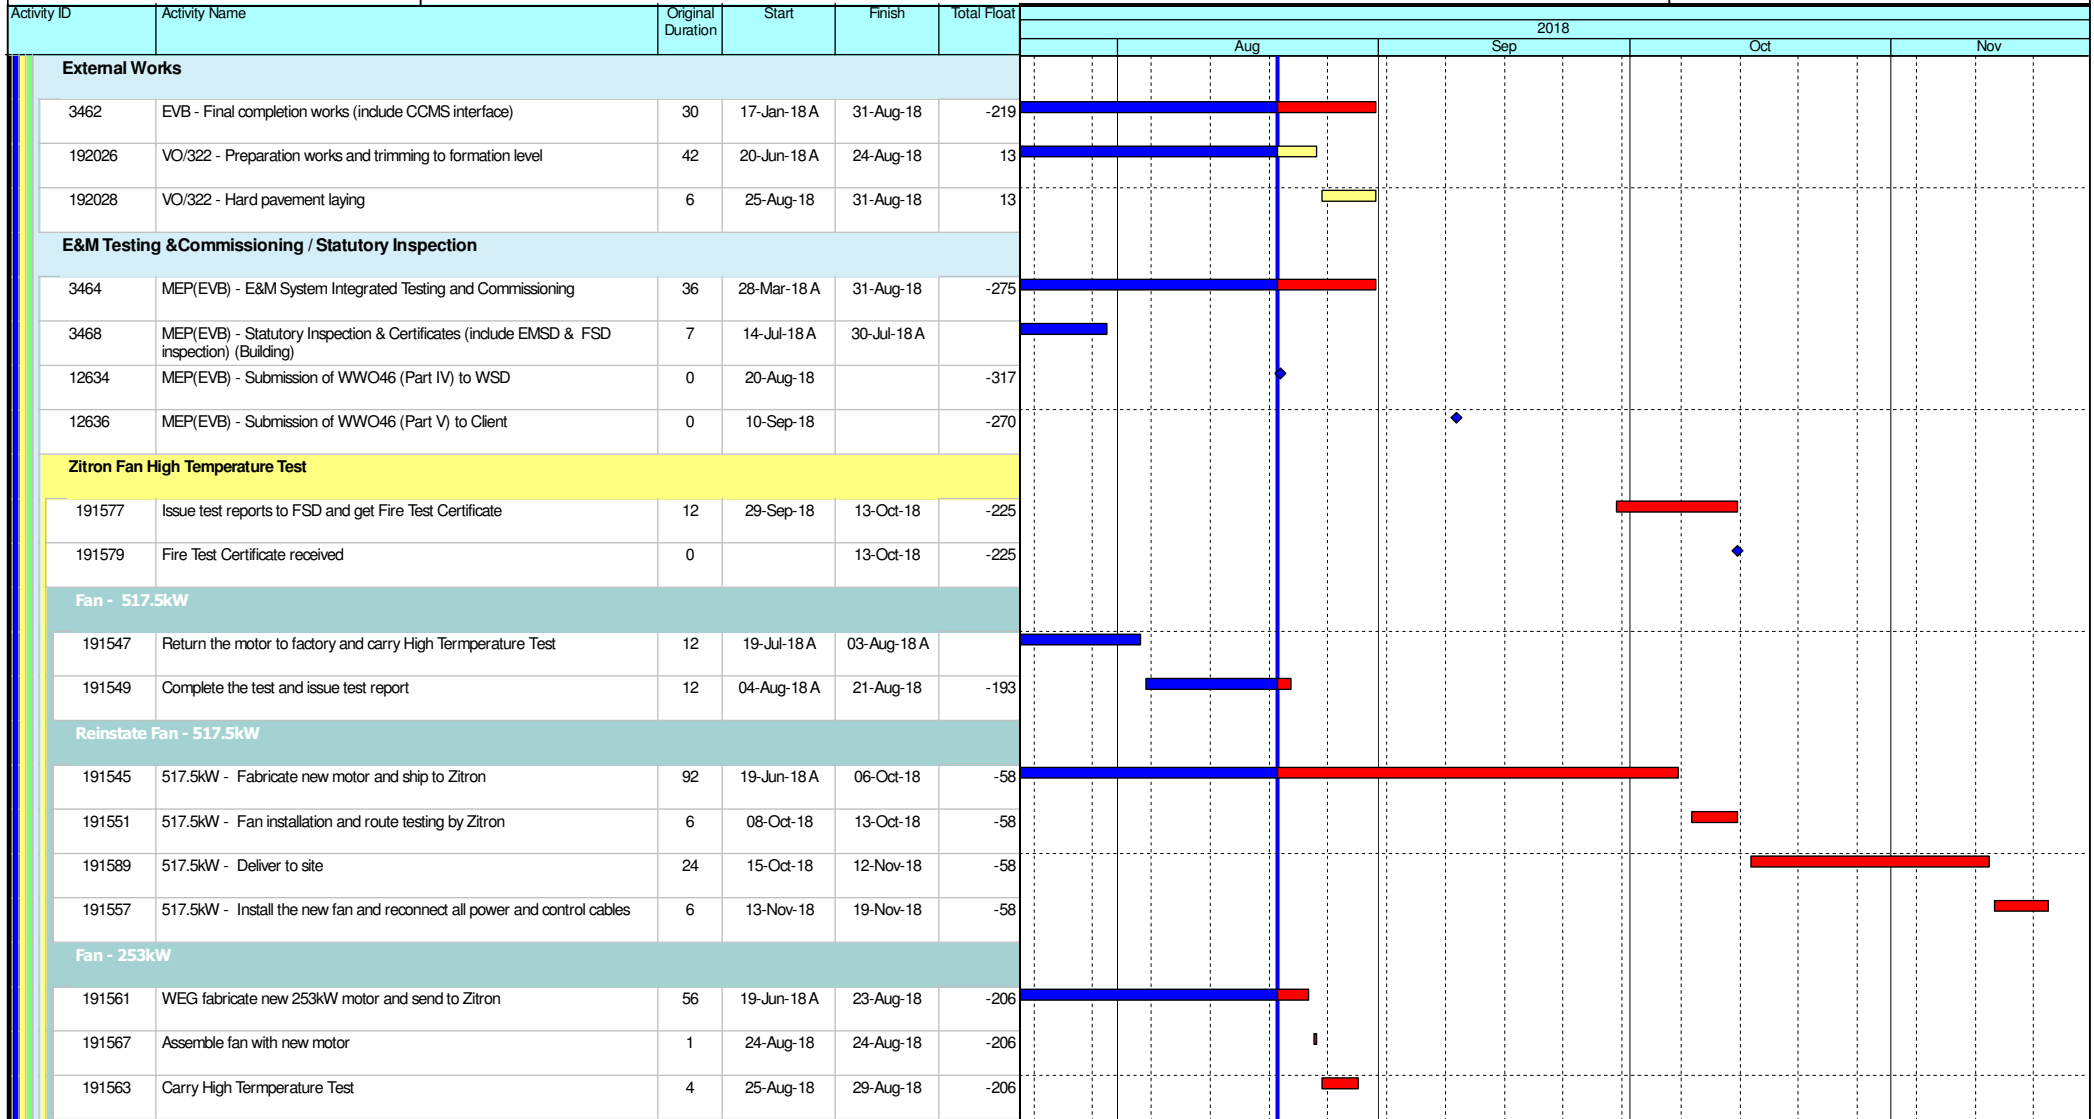 Activity ID Activity Name Original Duration Start Finish Total Float
2018
Aug Sep Oct Nov
External Works
3462 EVB - Final completion works (include CCMS interface) 30 17-Jan-18 A 31-Aug-18 -219
192026 VO/322 - Preparation works and trimming to formation level 42 20-Jun-18 A 24-Aug-18 13
192028 VO/322 - Hard pavement laying 6 25-Aug-18 31-Aug-18 13
E&M Testing &Commissioning / Statutory Inspection
3464 MEP(EVB) - E&M System Integrated Testing and Commissioning 36 28-Mar-18 A 31-Aug-18 -275
3468 MEP(EVB) - Statutory Inspection & Certificates (include EMSD & FSD 7 14-Jul-18 A 30-Jul-18 A
inspection) (Building)
12634 MEP(EVB) - Submission of WWO46 (Part IV) to WSD 0 20-Aug-18 -317
12636 MEP(EVB) - Submission of WWO46 (Part V) to Client 0 10-Sep-18 -270
Zitron Fan High Temperature Test
191577 Issue test reports to FSD and get Fire Test Certificate 12 29-Sep-18 13-Oct-18 -225
191579 Fire Test Certificate received 0 13-Oct-18 -225
Fan - 517.5kW
191547 Return the motor to factory and carry High Termperature Test 12 19-Jul-18 A 03-Aug-18 A
191549 Complete the test and issue test report 12 04-Aug-18 A 21-Aug-18 -193
Reinstate Fan - 517.5kW
191545 517.5kW - Fabricate new motor and ship to Zitron 92 19-Jun-18 A 06-Oct-18 -58
191551 517.5kW - Fan installation and route testing by Zitron 6 08-Oct-18 13-Oct-18 -58
191589 517.5kW - Deliver to site 24 15-Oct-18 12-Nov-18 -58
191557 517.5kW - Install the new fan and reconnect all power and control cables 6 13-Nov-18 19-Nov-18 -58
Fan - 253kW
191561 WEG fabricate new 253kW motor and send to Zitron 56 19-Jun-18 A 23-Aug-18 -206
191567 Assemble fan with new motor 1 24-Aug-18 24-Aug-18 -206
191563 Carry High Termperature Test 4 25-Aug-18 29-Aug-18 -206